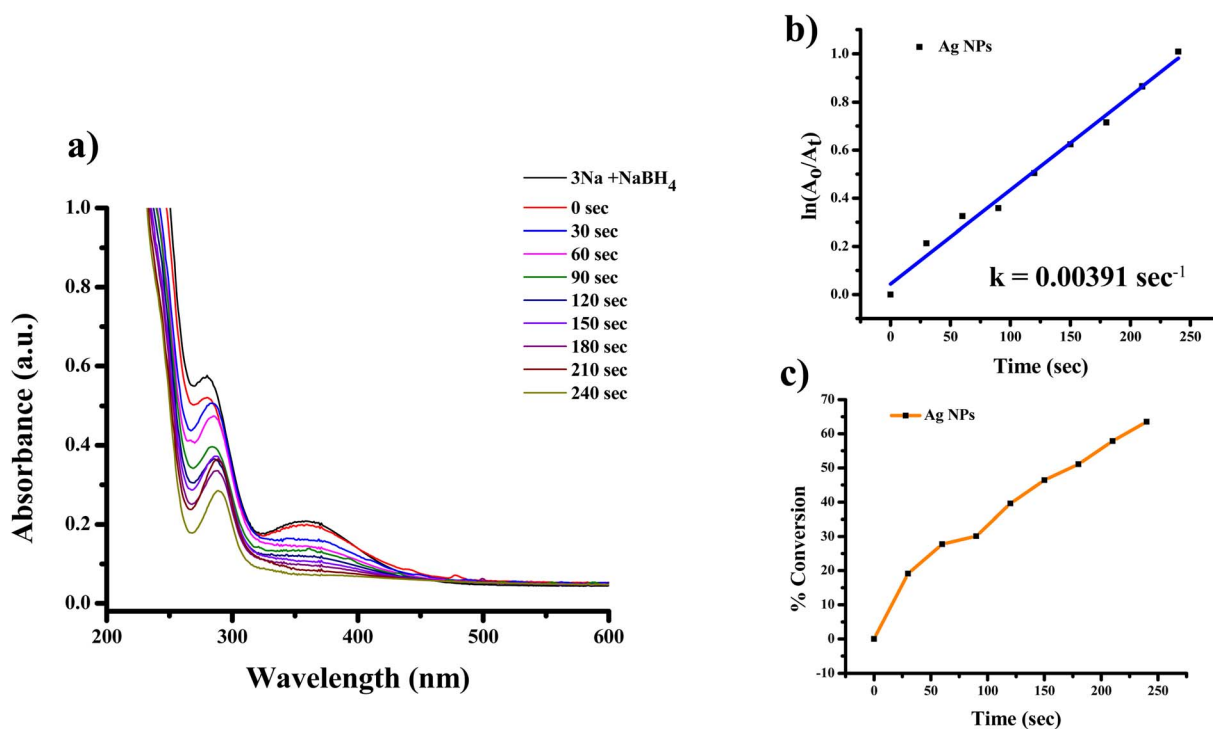 a)
3Na +NaBH4
0 sec
30 sec
60 sec
90 sec
120 sec
150 sec
180 sec
210 sec
240 sec
1.0
0.8
0.6
0.4
0.2
0.0
Absorbance (a.u.)
200 300 400 500 600
Wavelength (nm)
b)
Ag NPs
1.0
0.8
0.6
0.4
0.2
0.0
ln(Ao/At)
k = 0.00391 sec-1
0 50 100 150 200 250
Time (sec)
c)
Ag NPs
70
60
50
40
30
20
10
0
-10
% Conversion
0 50 100 150 200 250
Time (sec)